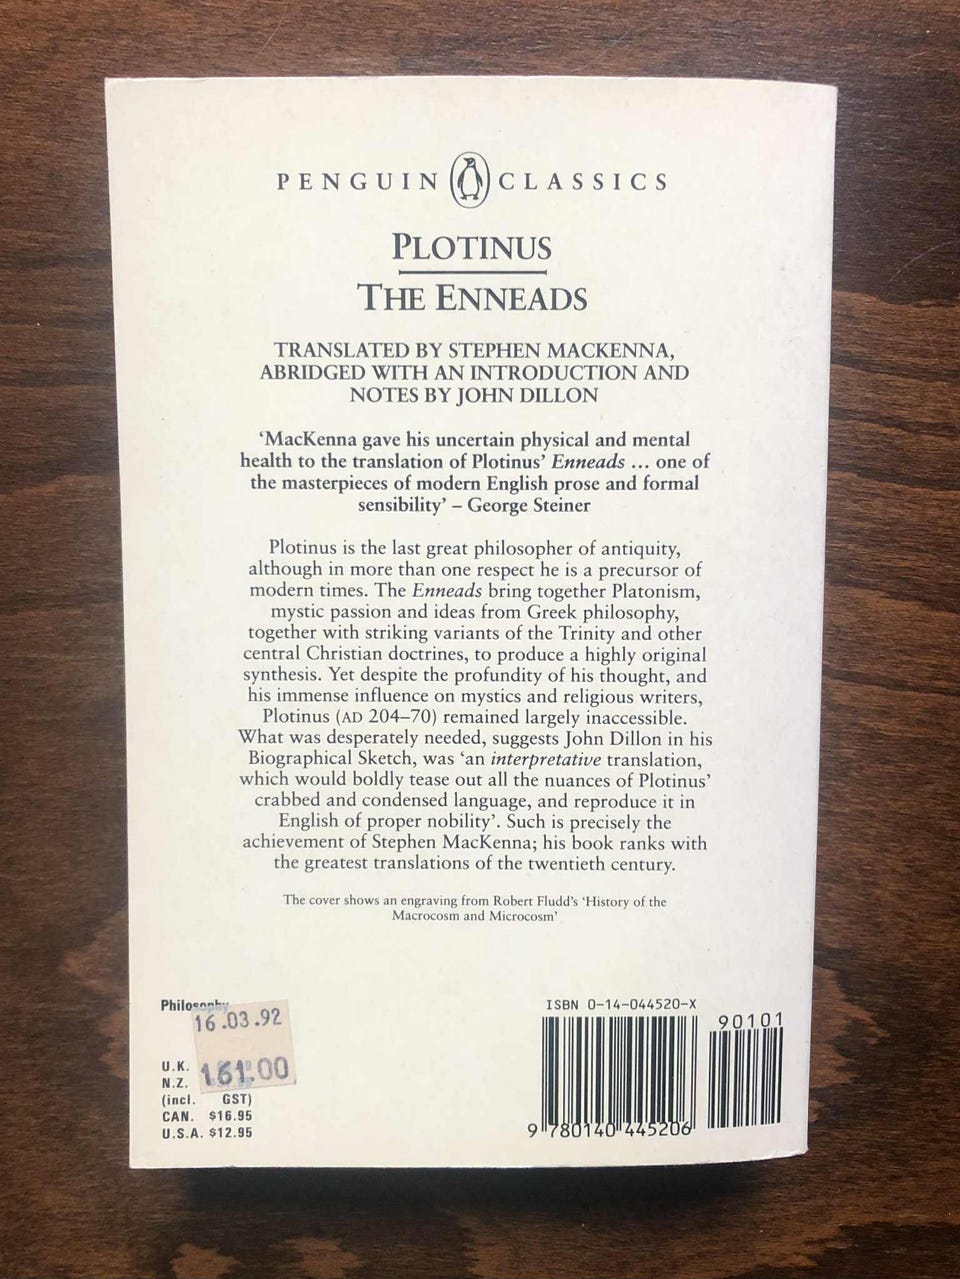 PENGUIN CLASSICS
PLOTINUS
THE ENNEADS
TRANSLATED BY STEPHEN MACKENNA,
ABRIDGED WITH AN INTRODUCTION AND
NOTES BY JOHN DILLON
‘MacKenna gave his uncertain physical and mental
health to the translation of Plotinus’ Enneads ... one of
the masterpieces of modern English prose and formal
sensibility’ – George Steiner
Plotinus is the last great philosopher of antiquity,
although in more than one respect he is a precursor of
modern times. The Enneads bring together Platonism,
mystic passion and ideas from Greek philosophy,
together with striking variants of the Trinity and other
central Christian doctrines, to produce a highly original
synthesis. Yet despite the profundity of his thought, and
his immense influence on mystics and religious writers,
Plotinus (AD 204–70) remained largely inaccessible.
What was desperately needed, suggests John Dillon in his
Biographical Sketch, was ‘an interpretative translation,
which would boldly tease out all the nuances of Plotinus’
crabbed and condensed language, and reproduce it in
English of proper nobility’. Such is precisely the
achievement of Stephen MacKenna; his book ranks with
the greatest translations of the twentieth century.
The cover shows an engraving from Robert Fludd’s ‘History of the
Macrocosm and Microcosm’
Philosophy
16.03.92
161.00
U.K.
N.Z.
(incl. GST)
CAN. $16.95
U.S.A. $12.95
ISBN 0-14-044520-X
90101
9 780140 445206